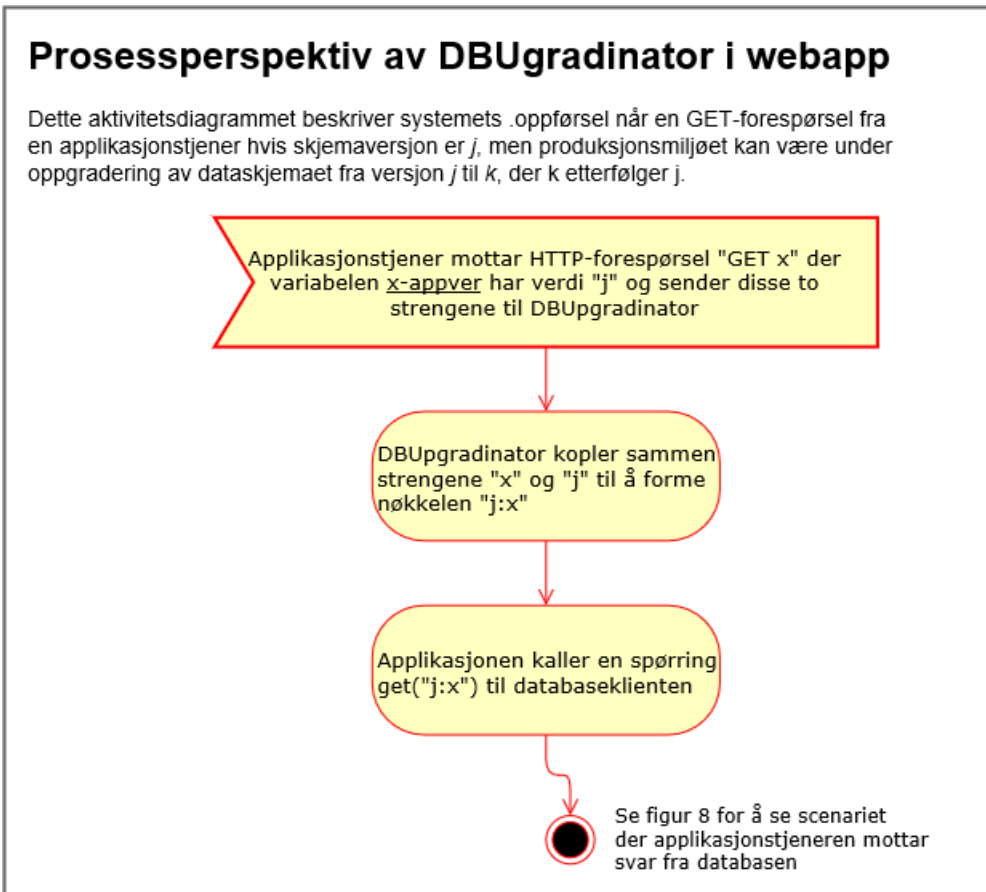 Prosessperspektiv av DBUgradinator i webapp
Dette aktivitetsdiagrammet beskriver systemets .oppførsel når en GET-forespørsel fra
en applikasjonstjener hvis skjemaversjon er j, men produksjonsmiljøet kan være under
oppgradering av dataskjemaet fra versjon j til k, der k etterfølger j.
Applikasjonstjener mottar HTTP-forespørsel "GET x" der
variabelen x-appver har verdi "j" og sender disse to
strengene til DBUpgradinator
DBUpgradinator kopler sammen
strengene "x" og "j" til å forme
nøkkelen "j:x"
Applikasjonen kaller en spørring
get("j:x") til databaseklienten
Se figur 8 for å se scenariet
der applikasjonstjeneren mottar
svar fra databasen